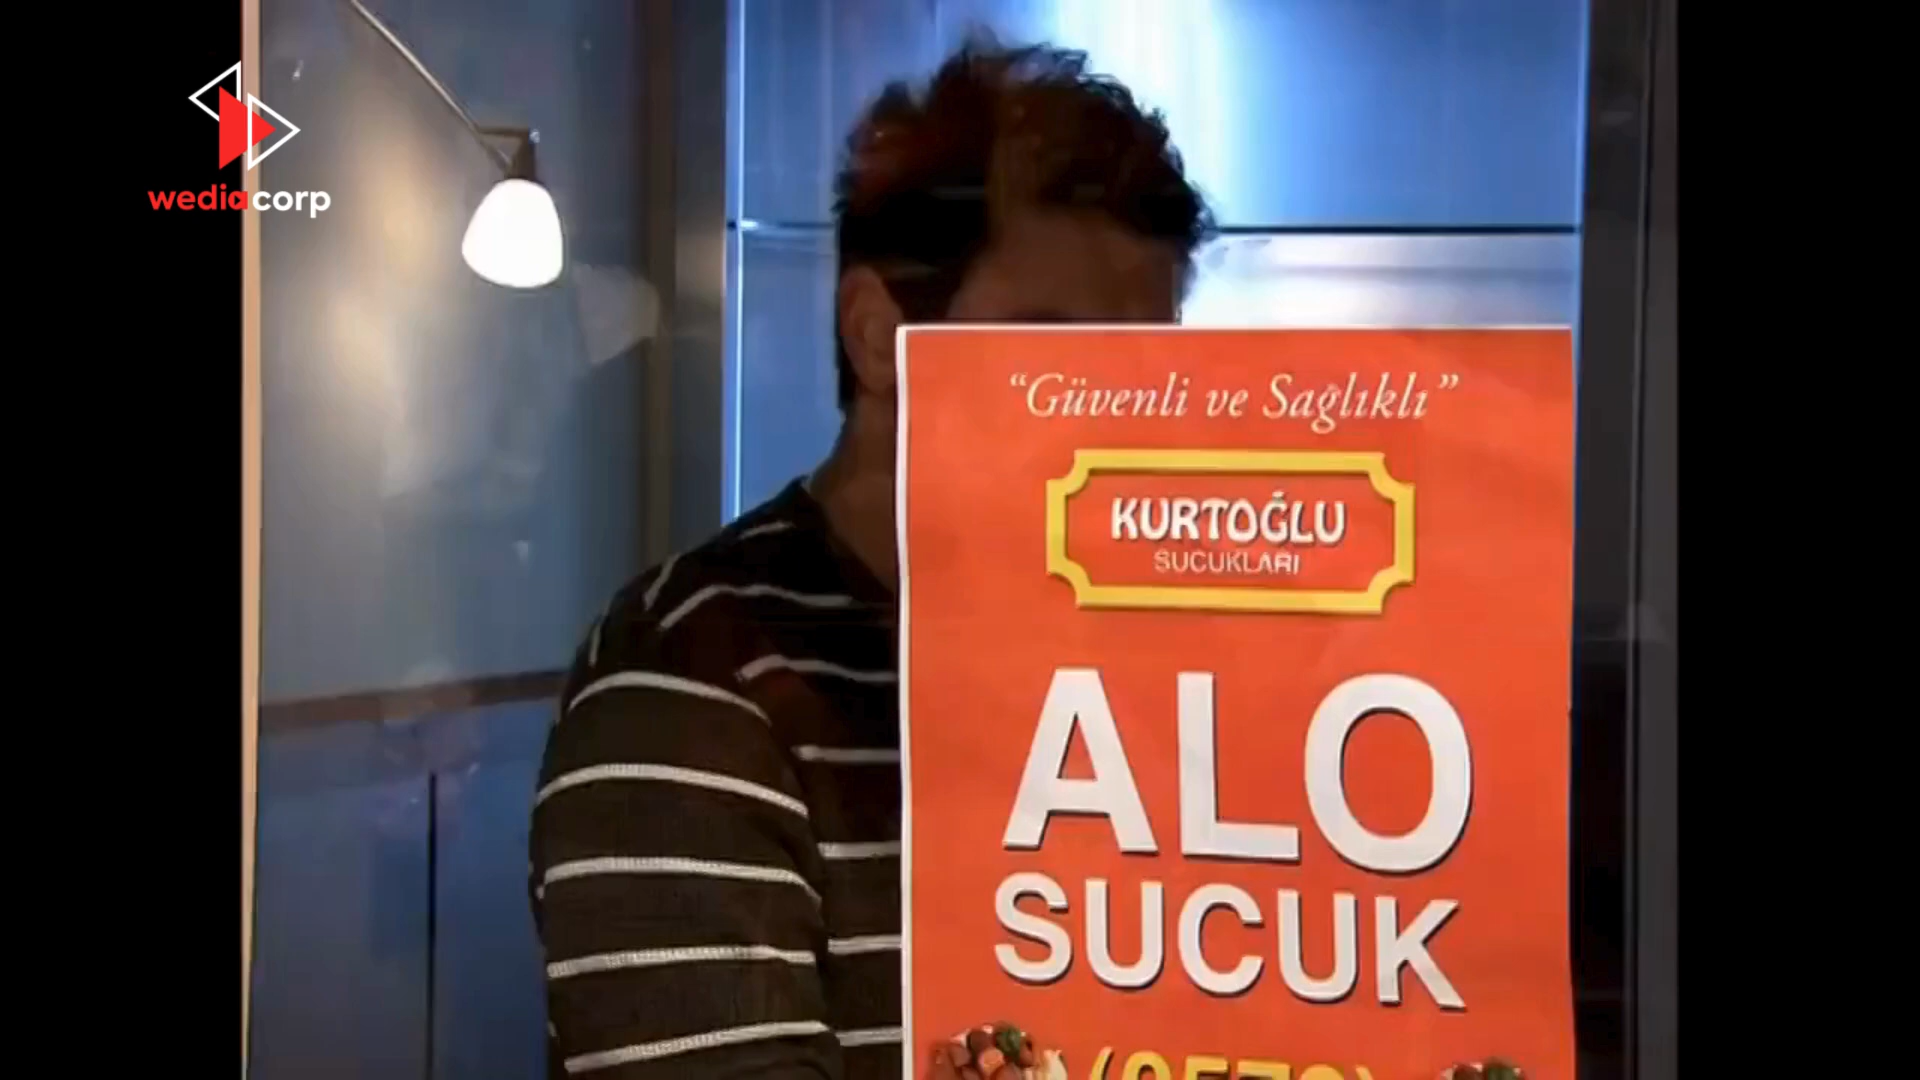 wediacorp
“Güvenli ve Sağlıklı”
KURTOĞLU
SUCUKLARI
ALO
SUCUK